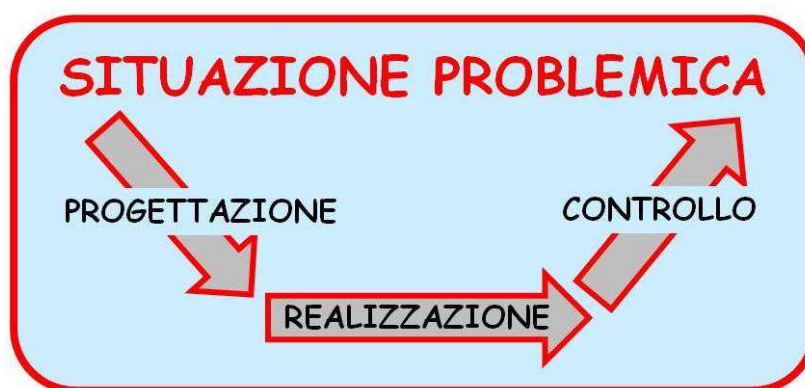 SITUAZIONE PROBLEMICA
PROGETTAZIONE
CONTROLLO
REALIZZAZIONE